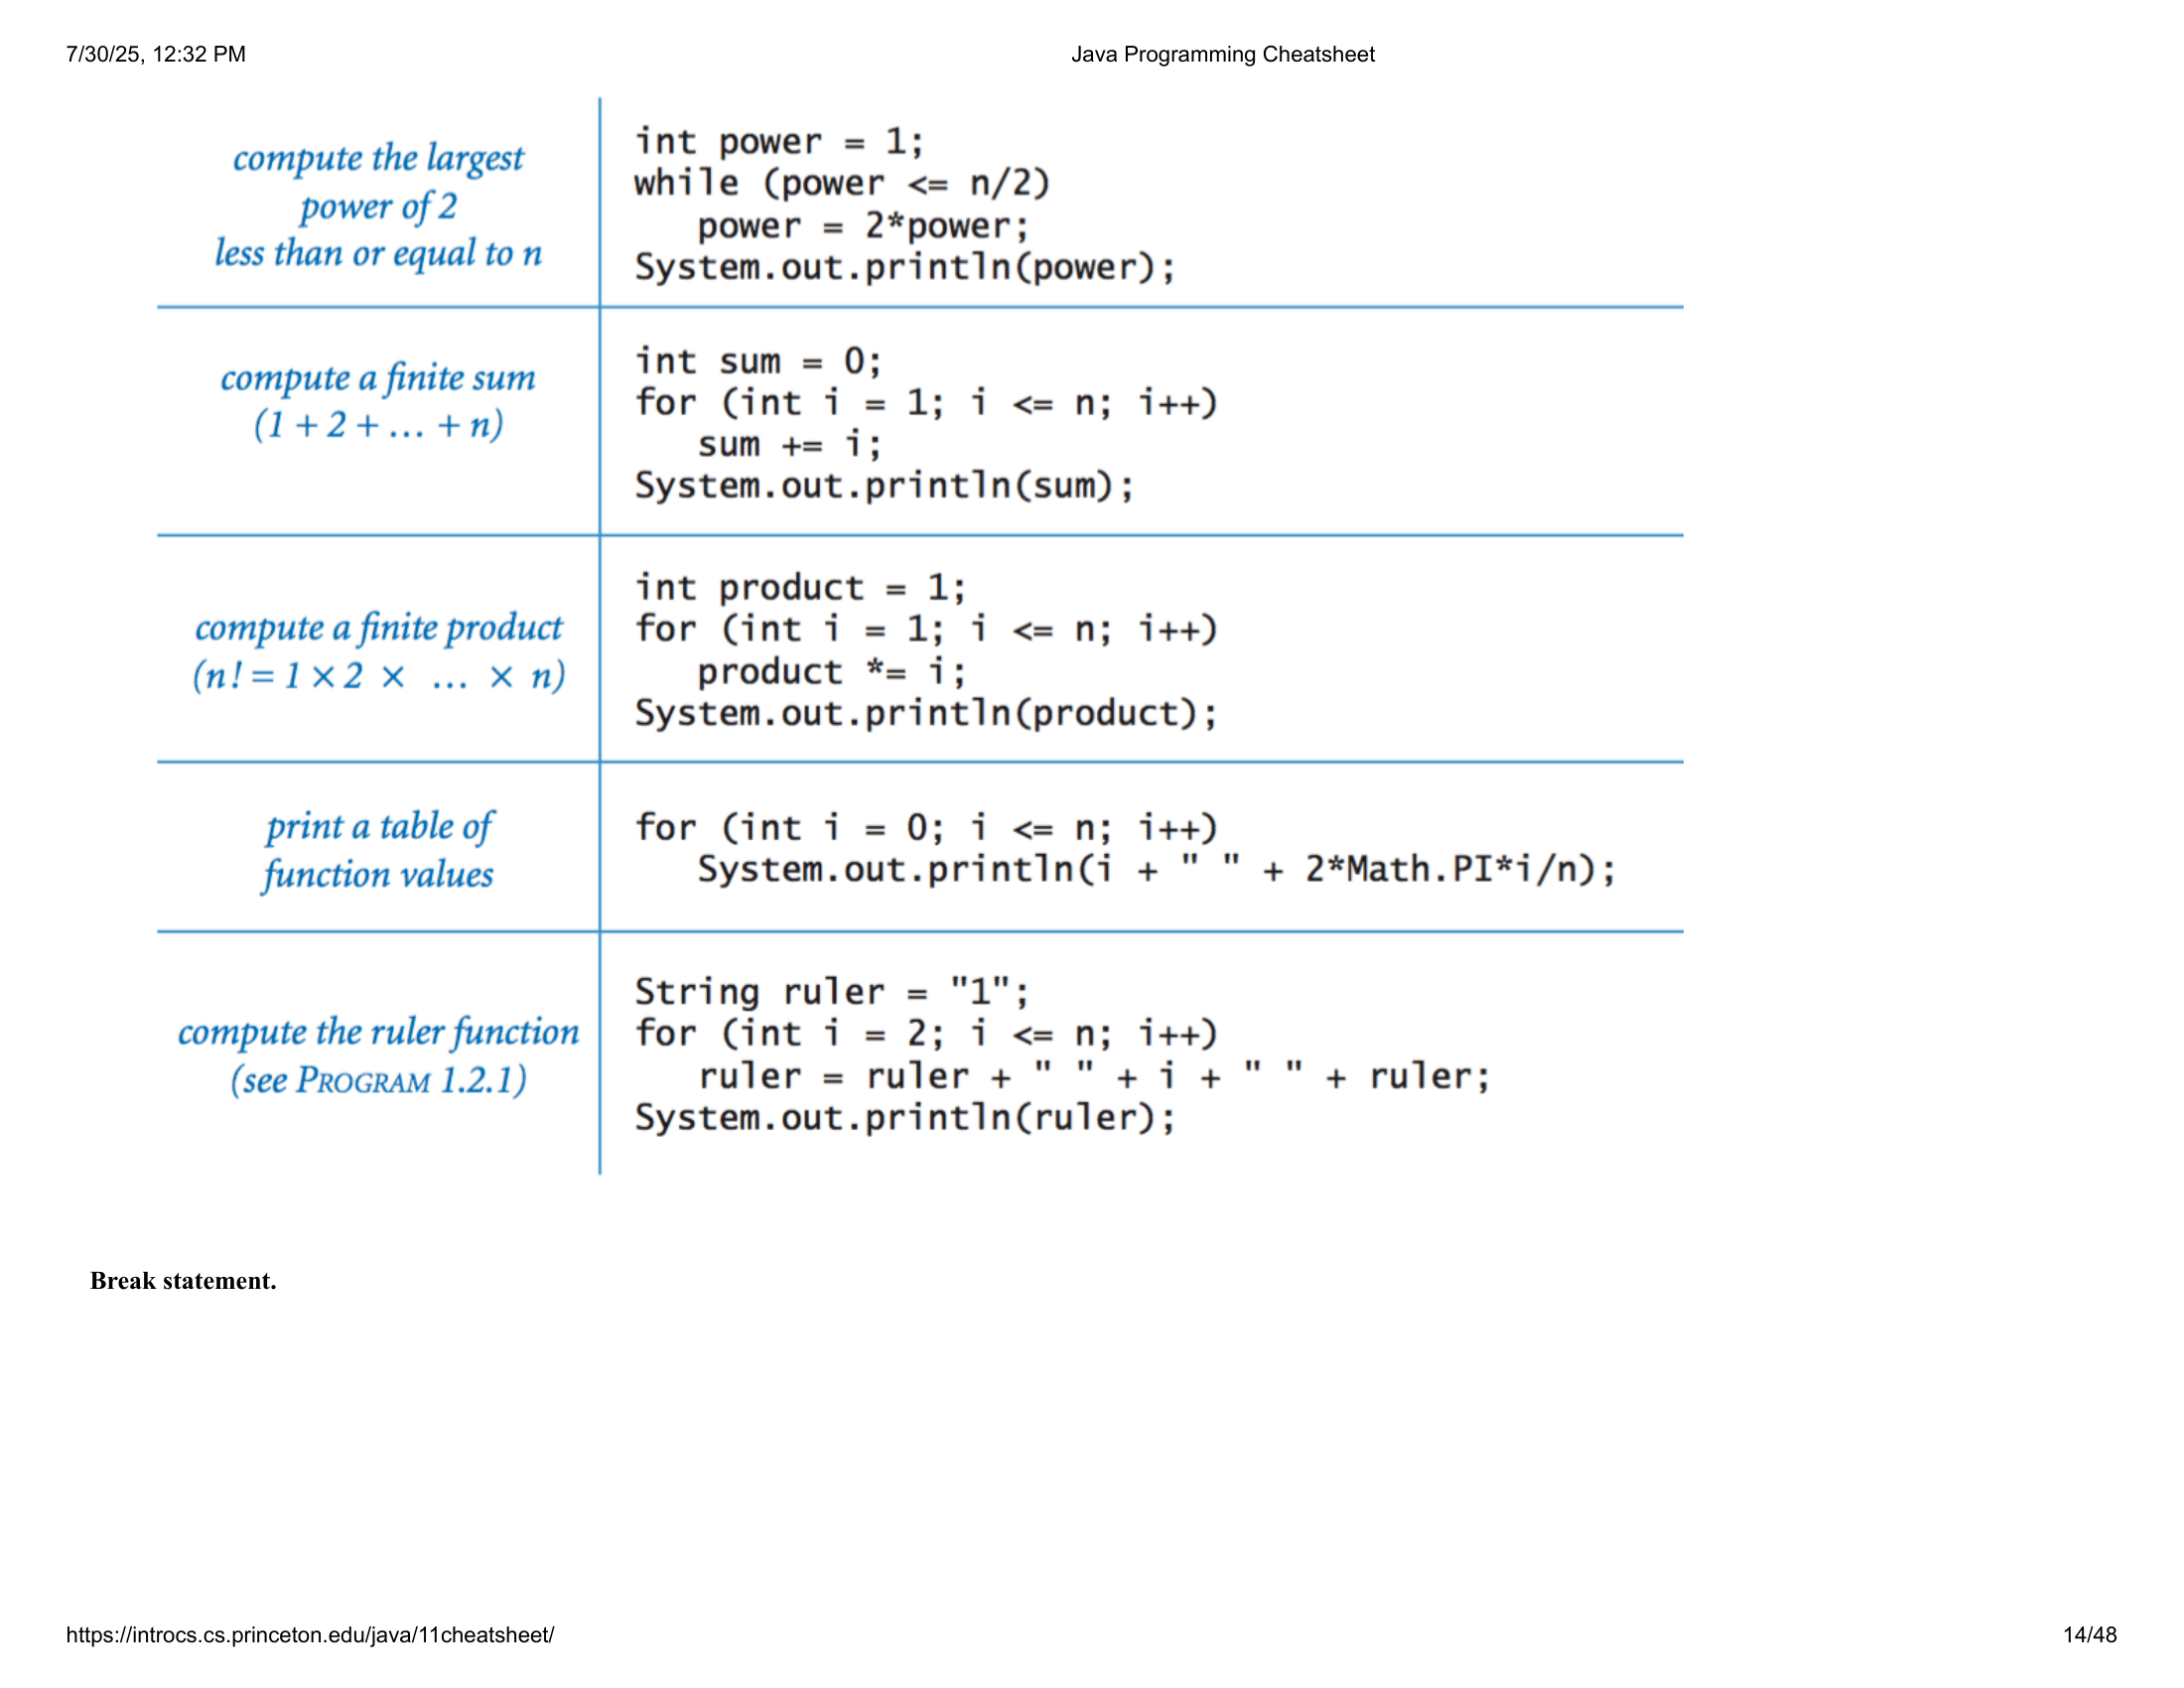 7/30/25, 12:32 PM
Java Programming Cheatsheet
compute the largest
power of 2
less than or equal to n
int power = 1;
while (power <= n/2)
   power = 2*power;
System.out.println(power);
compute a finite sum
(1 + 2 + … + n)
int sum = 0;
for (int i = 1; i <= n; i++)
   sum += i;
System.out.println(sum);
compute a finite product
(n! = 1 × 2 × … × n)
int product = 1;
for (int i = 1; i <= n; i++)
   product *= i;
System.out.println(product);
print a table of
function values
for (int i = 0; i <= n; i++)
   System.out.println(i + " " + 2*Math.PI*i/n);
compute the ruler function
(see PROGRAM 1.2.1)
String ruler = "1";
for (int i = 2; i <= n; i++)
   ruler = ruler + " " + i + " " + ruler;
System.out.println(ruler);
Break statement.
https://introcs.cs.princeton.edu/java/11cheatsheet/
14/48